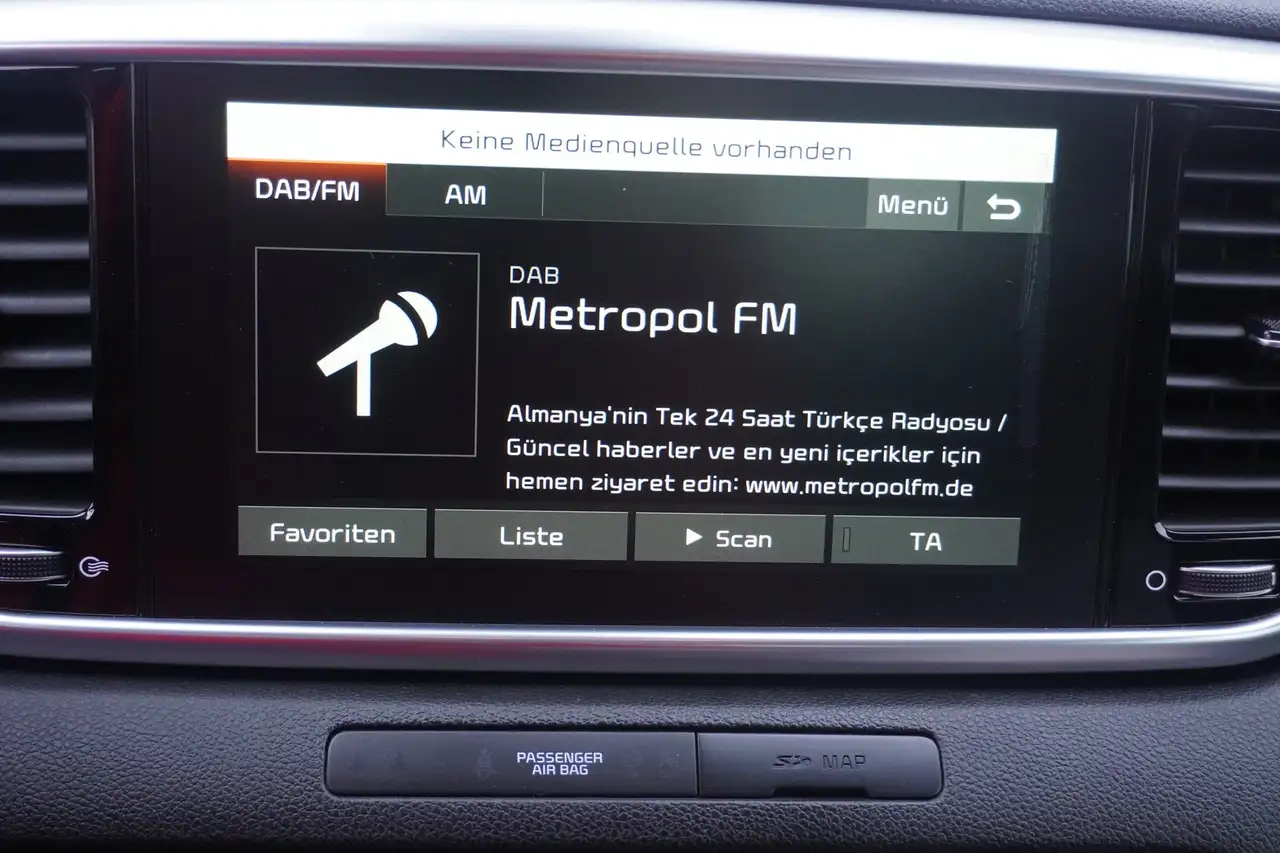 Keine Medienquelle vorhanden
DAB/FM
AM
Menü
DAB
Metropol FM
Almanya'nin Tek 24 Saat Türkçe Radyosu /
Güncel haberler ve en yeni içerikler için
hemen ziyaret edin: www.metropolfm.de
Favoriten
Liste
Scan
TA
PASSENGER
AIR BAG
SD MAP